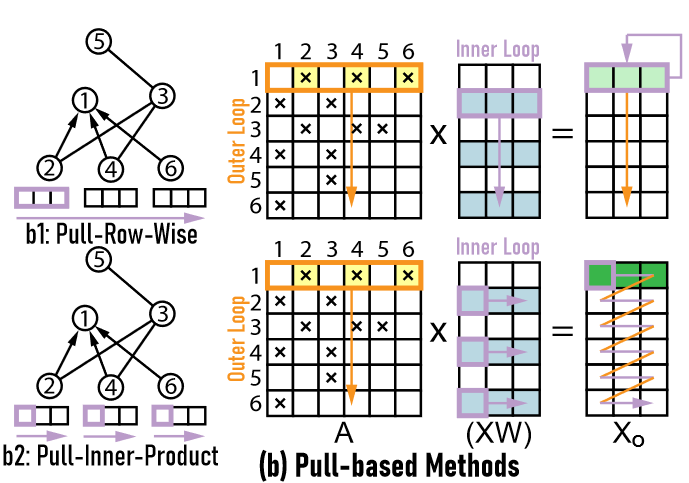 5
1
3
2
4
6
b1: Pull-Row-Wise
1 2 3 4 5 6
1 × × ×
2 × ×
3 × × ×
4 × ×
5 ×
6 ×
Outer Loop
X
Inner Loop
=
5
1
3
2
4
6
b2: Pull-Inner-Product
1 2 3 4 5 6
1 × × ×
2 × ×
3 × × ×
4 × ×
5 ×
6 ×
Outer Loop
X
Inner Loop
=
A
(XW)
Xo
(b) Pull-based Methods